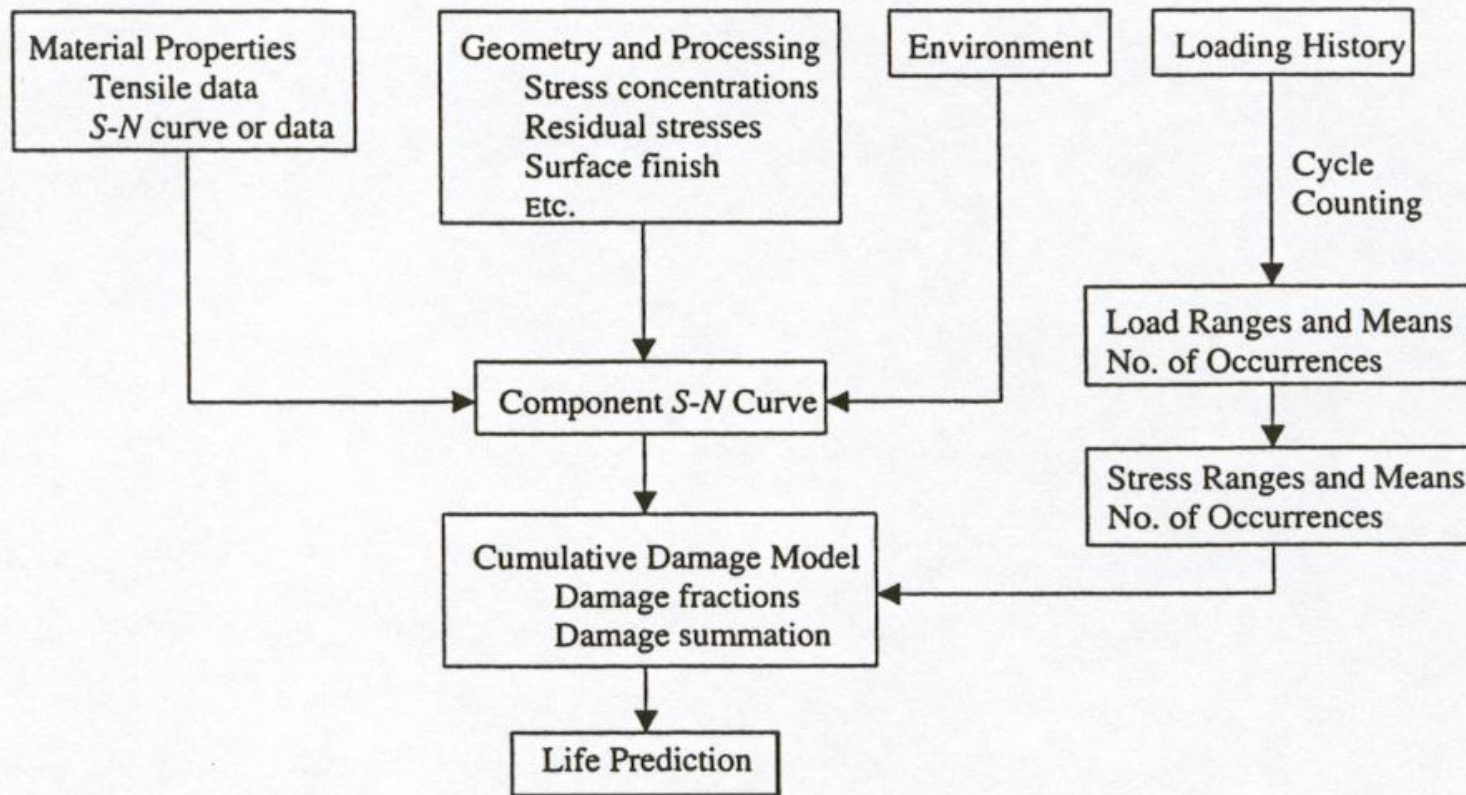 Material Properties
Tensile data
S-N curve or data
Geometry and Processing
Stress concentrations
Residual stresses
Surface finish
Etc.
Environment
Loading History
Cycle
Counting
Load Ranges and Means
No. of Occurrences
Component S-N Curve
Stress Ranges and Means
No. of Occurrences
Cumulative Damage Model
Damage fractions
Damage summation
Life Prediction